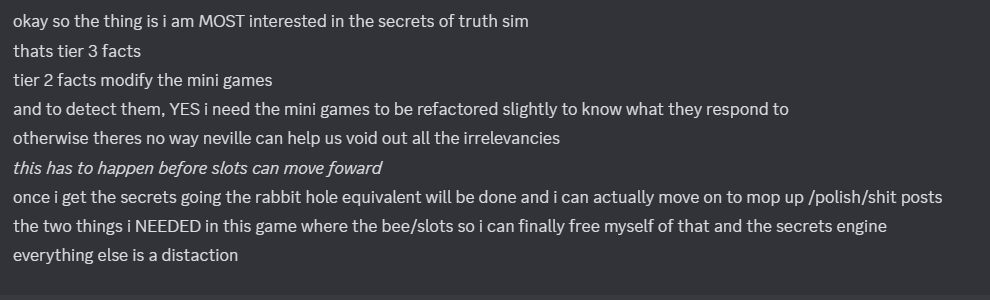 okay so the thing is i am MOST interested in the secrets of truth sim
thats tier 3 facts
tier 2 facts modify the mini games
and to detect them, YES i need the mini games to be refactored slightly to know what they respond to
otherwise theres no way neville can help us void out all the irrelevancies
this has to happen before slots can move foward
once i get the secrets going the rabbit hole equivalent will be done and i can actually move on to mop up /polish/shit posts
the two things i NEEDED in this game where the bee/slots so i can finally free myself of that and the secrets engine
everything else is a distaction